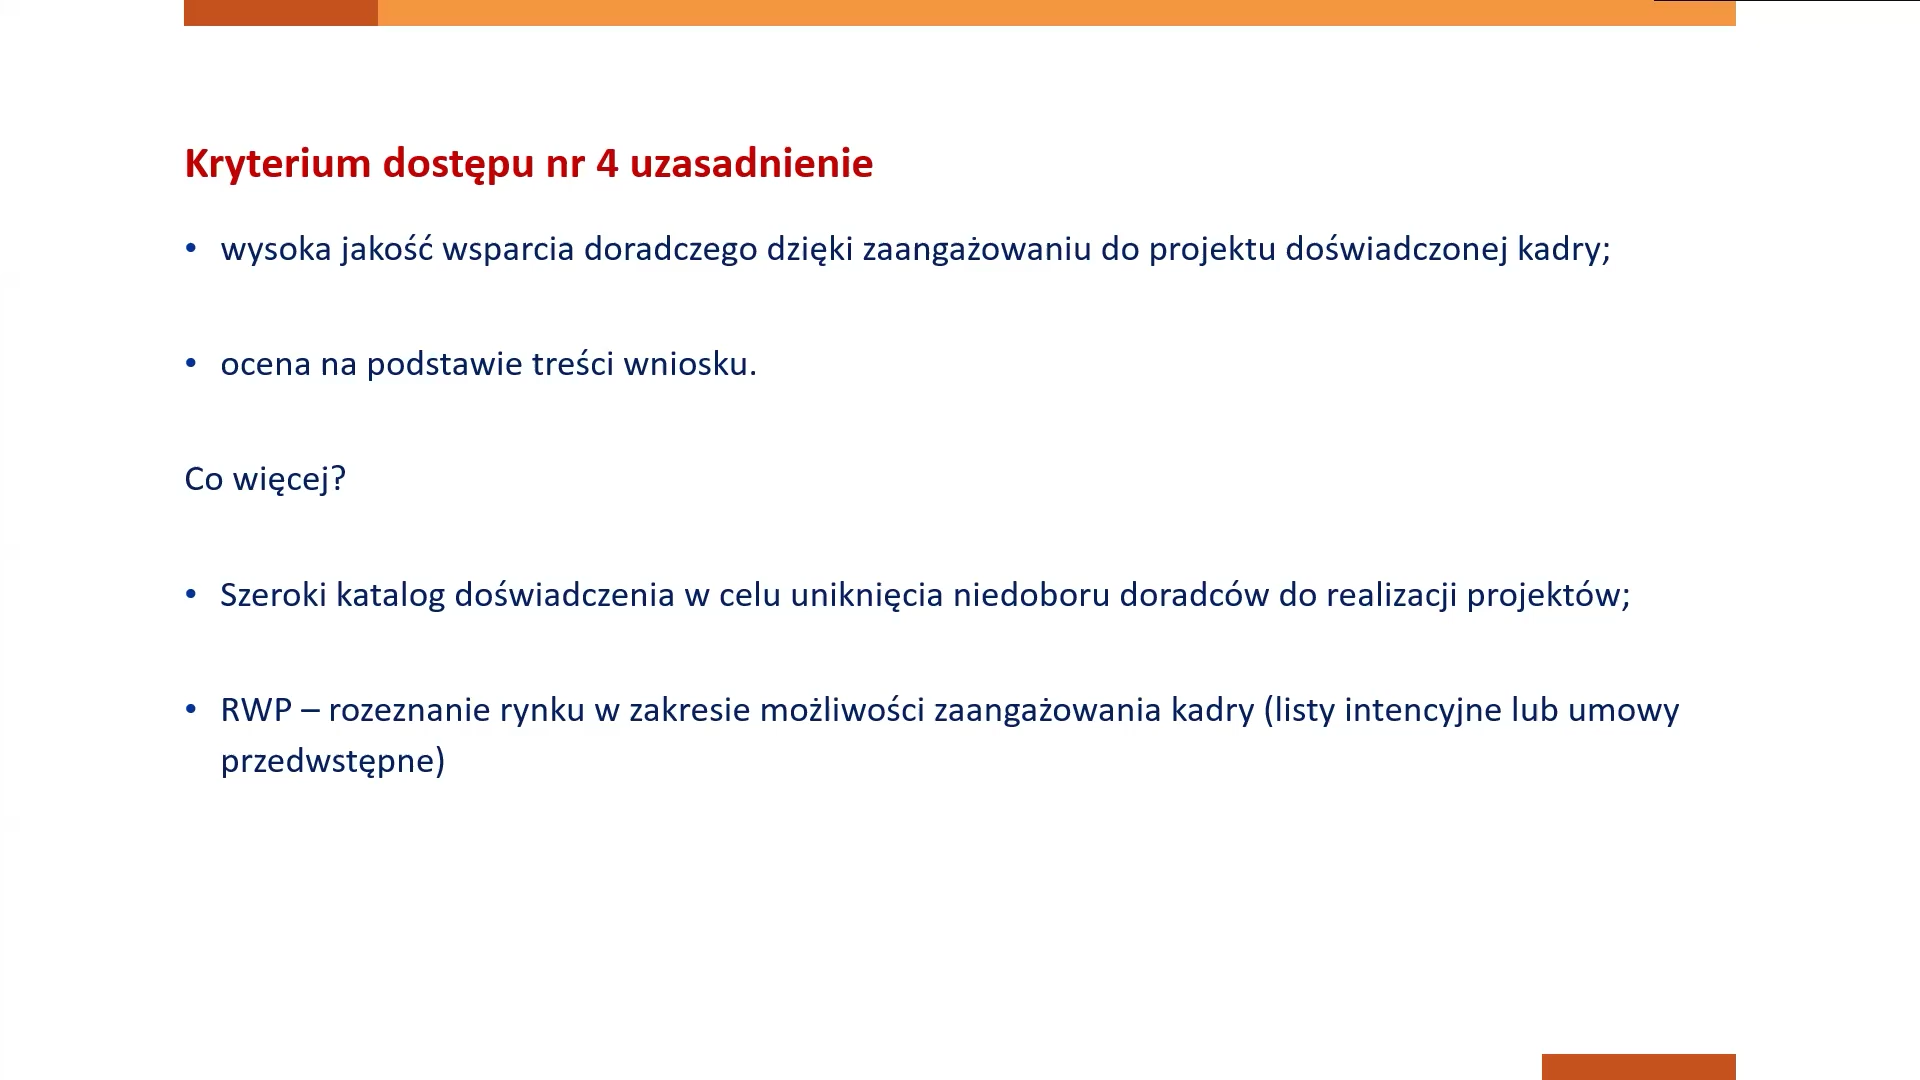 Kryterium dostępu nr 4 uzasadnienie
• wysoka jakość wsparcia doradczego dzięki zaangażowaniu do projektu doświadczonej kadry;
• ocena na podstawie treści wniosku.
Co więcej?
• Szeroki katalog doświadczenia w celu uniknięcia niedoboru doradców do realizacji projektów;
• RWP – rozeznanie rynku w zakresie możliwości zaangażowania kadry (listy intencyjne lub umowy
przedwstępne)